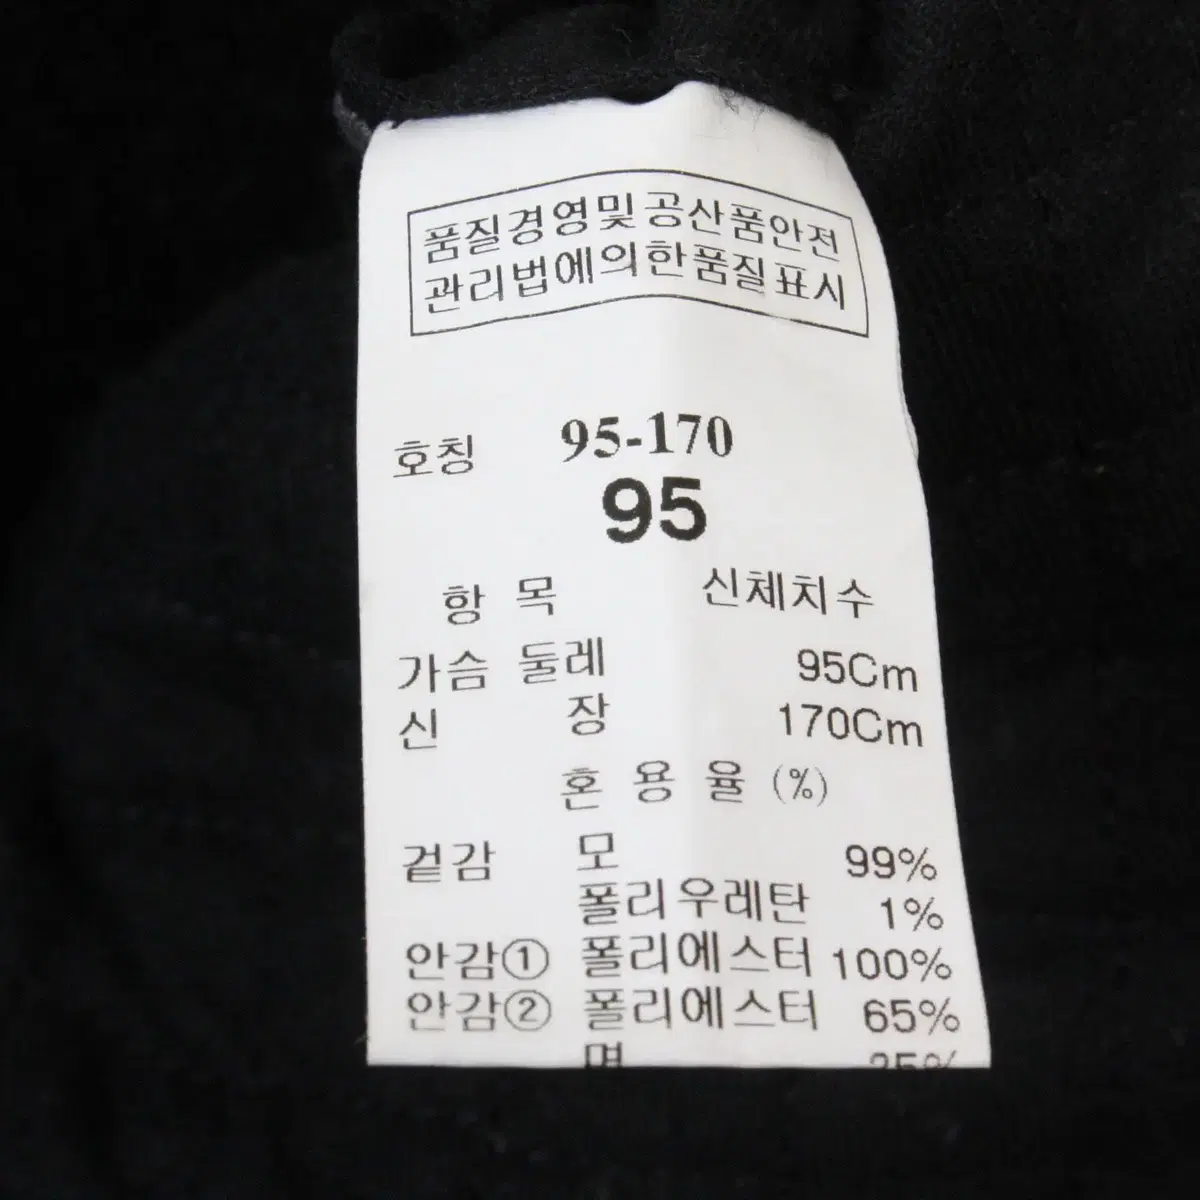 품질경영및공산품안전
관리법에의한품질표시
호칭 95-170
95
항 목 신체치수
가슴 둘레 95Cm
신 장 170Cm
혼 용 율 (%)
겉감 모 99%
폴리우레탄 1%
안감① 폴리에스터 100%
안감② 폴리에스터 65%
면 35%